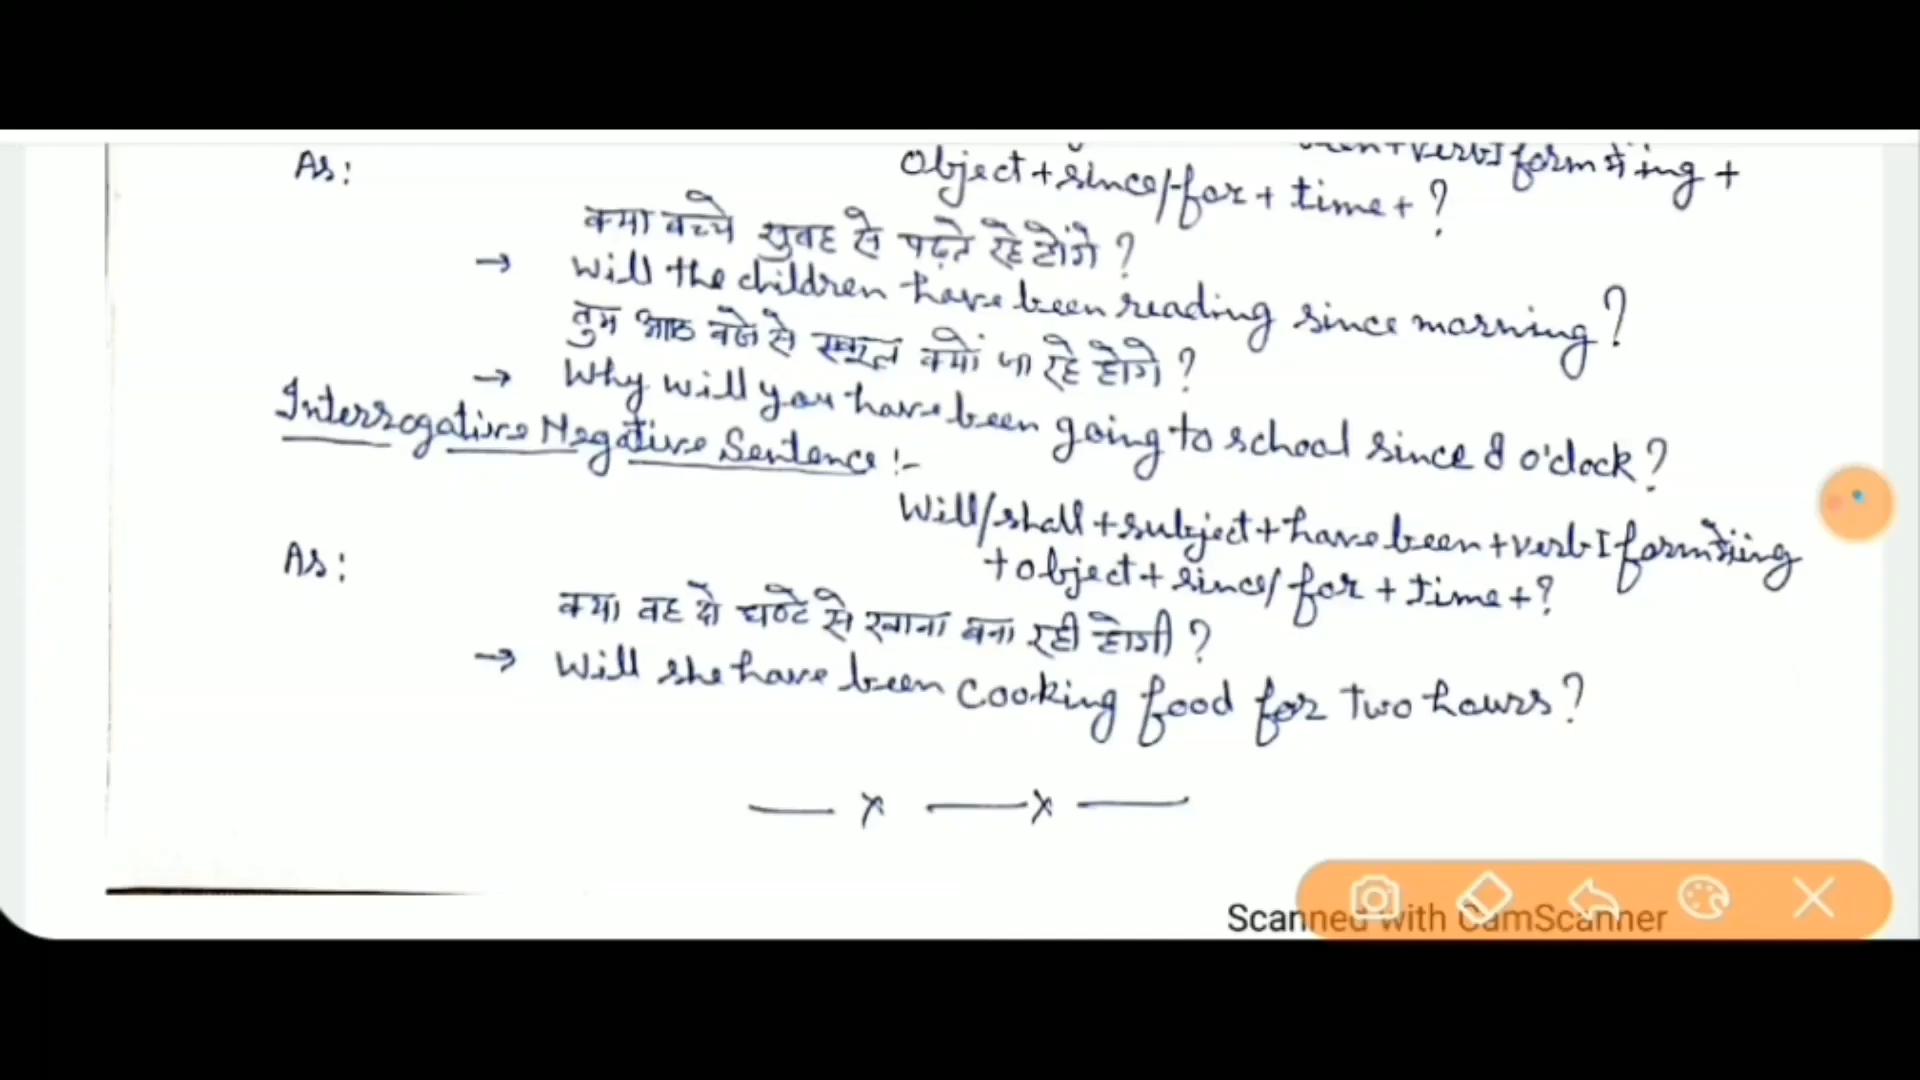 As:
verb I form में ing +
Object + since/for + time + ?
क्या बच्चे सुबह से पढ़ते रहे होंगे ?
→ Will the children have been reading since morning ?
तुम आठ बजे से स्कूल क्यों जा रहे होगे ?
→ Why will you have been going to school since 8 o'clock ?
Interrogative Negative Sentence :-
Will/shall + subject + have been + verb I form में ing
+ object + since/for + time + ?
As:
क्या वह दो घण्टे से खाना बना रही होगी ?
→ Will she have been cooking food for two hours ?
— x — x —
Scanned with CamScanner